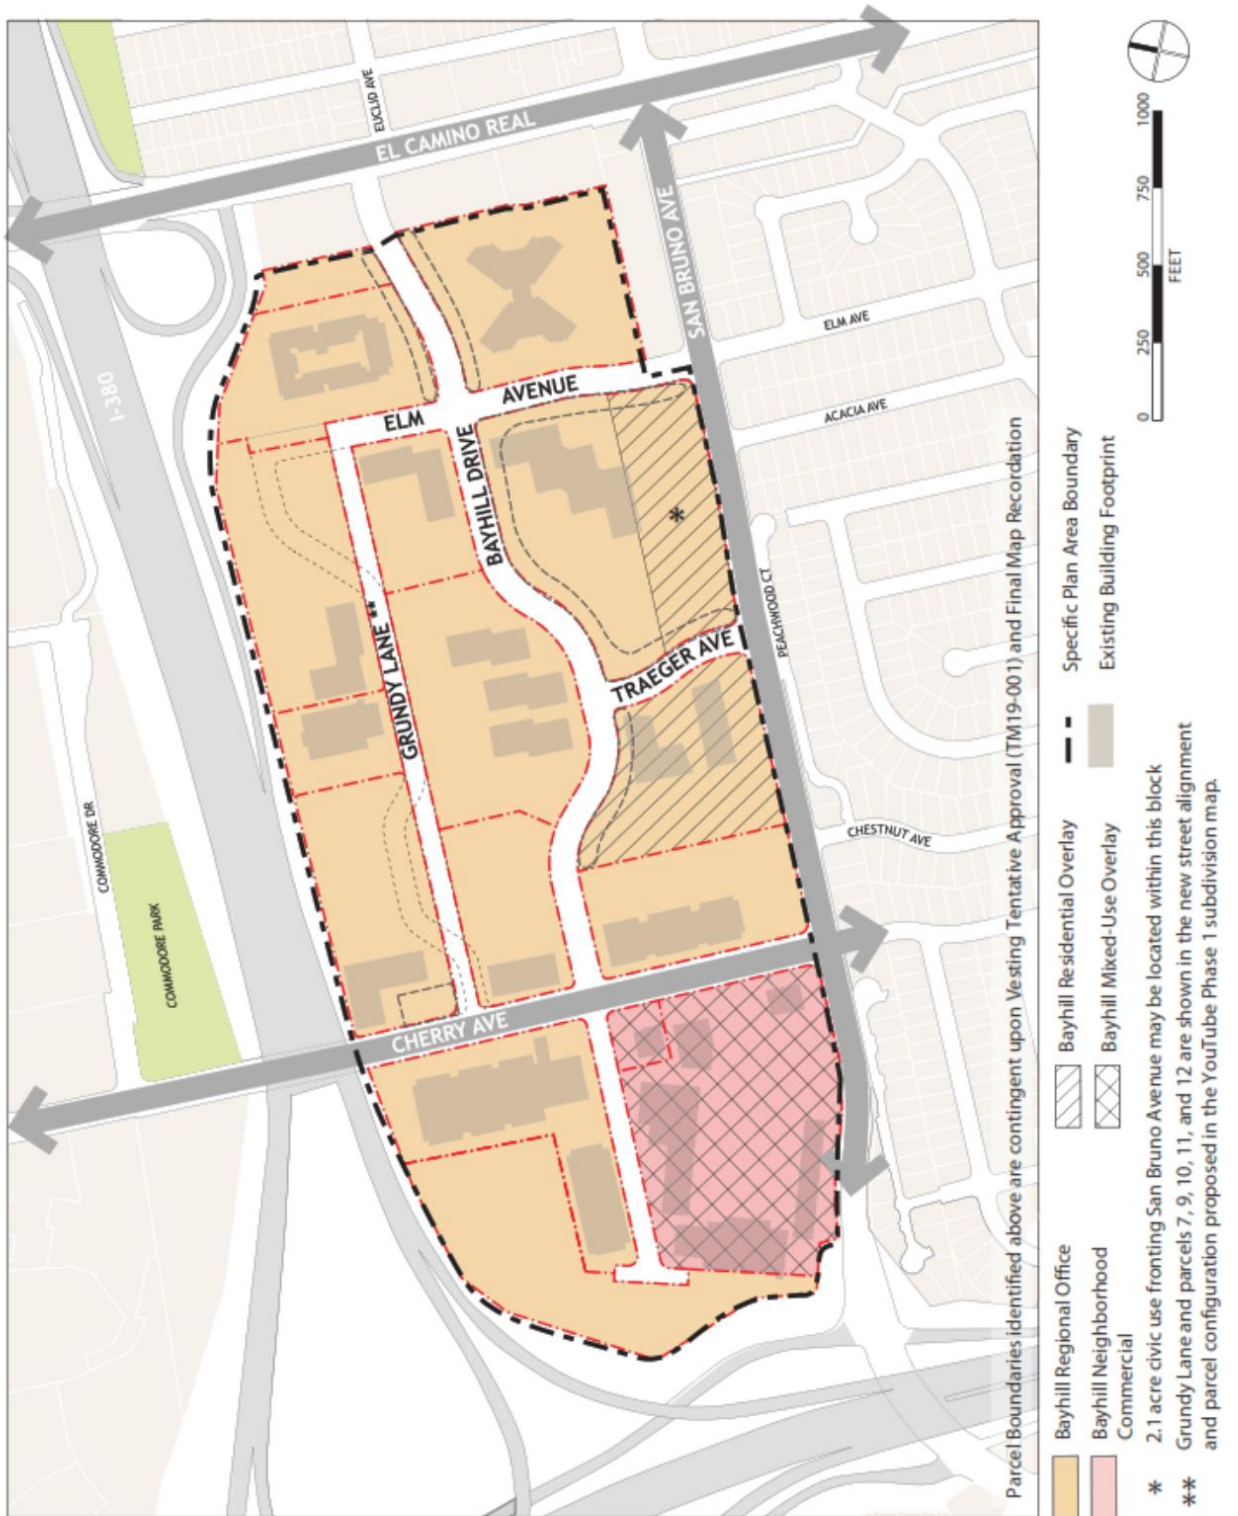 EUCLID AVE
EL CAMINO REAL
I-380
COMMODORE DR
COMMODORE PARK
ELM
AVENUE
BAYHILL DRIVE
GRUNDY LANE **
TRAEGER AVE
CHERRY AVE
SAN BRUNO AVE
*
ELM AVE
ACACIA AVE
PEACHWOOD CT
CHESTNUT AVE
Parcel Boundaries identified above are contingent upon Vesting Tentative Approval (TM19-001) and Final Map Recordation
Bayhill Regional Office
Bayhill Neighborhood
Commercial
Bayhill Residential Overlay
Bayhill Mixed-Use Overlay
Specific Plan Area Boundary
Existing Building Footprint
0 250 500 750 1000
FEET
* 2.1 acre civic use fronting San Bruno Avenue may be located within this block
** Grundy Lane and parcels 7, 9, 10, 11, and 12 are shown in the new street alignment
and parcel configuration proposed in the YouTube Phase 1 subdivision map.